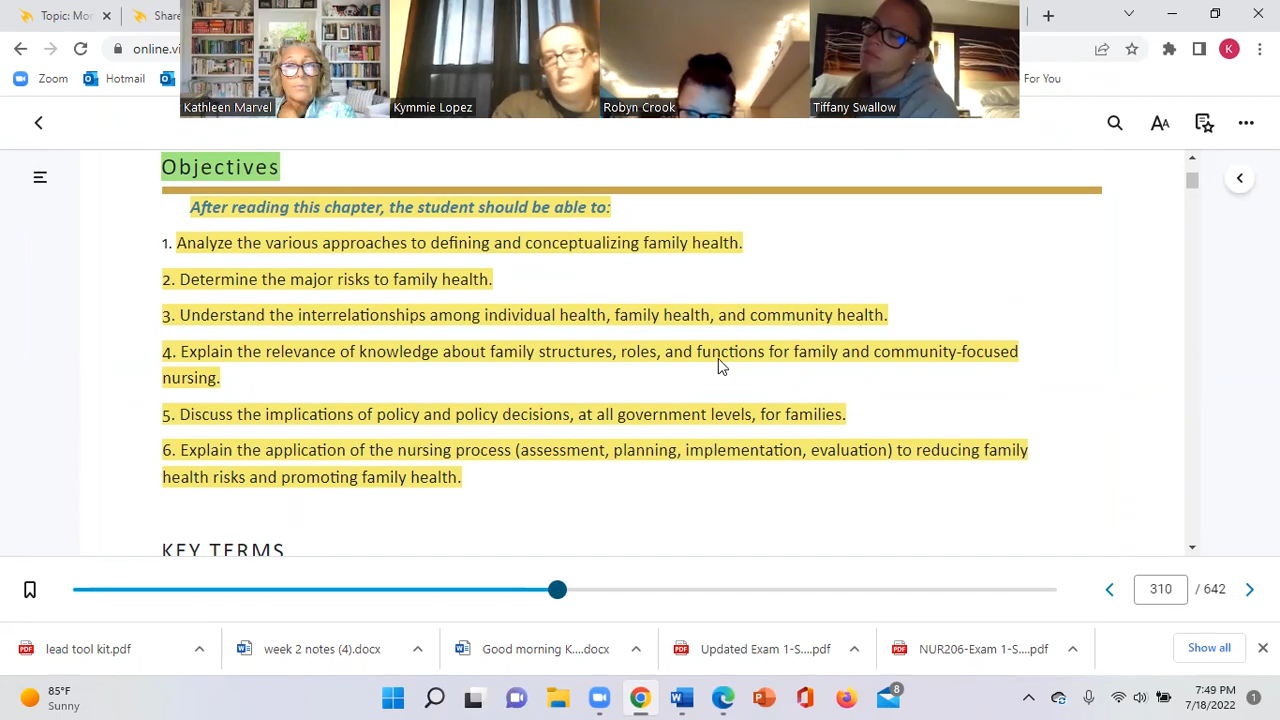 Topic: Mor
Share
online.vi
Zoom
Hotmail
For You
K
Kathleen Marvel
Kymmie Lopez
Robyn Crook
Tiffany Swallow
AA
Objectives
After reading this chapter, the student should be able to:
1. Analyze the various approaches to defining and conceptualizing family health.
2. Determine the major risks to family health.
3. Understand the interrelationships among individual health, family health, and community health.
4. Explain the relevance of knowledge about family structures, roles, and functions for family and community-focused
nursing.
5. Discuss the implications of policy and policy decisions, at all government levels, for families.
6. Explain the application of the nursing process (assessment, planning, implementation, evaluation) to reducing family
health risks and promoting family health.
KEY TERMS
310 / 642
lead tool kit.pdf
week 2 notes (4).docx
Good morning K....docx
Updated Exam 1-S....pdf
NUR206-Exam 1-S....pdf
Show all
85°F
Sunny
8
7:49 PM
7/18/2022
1